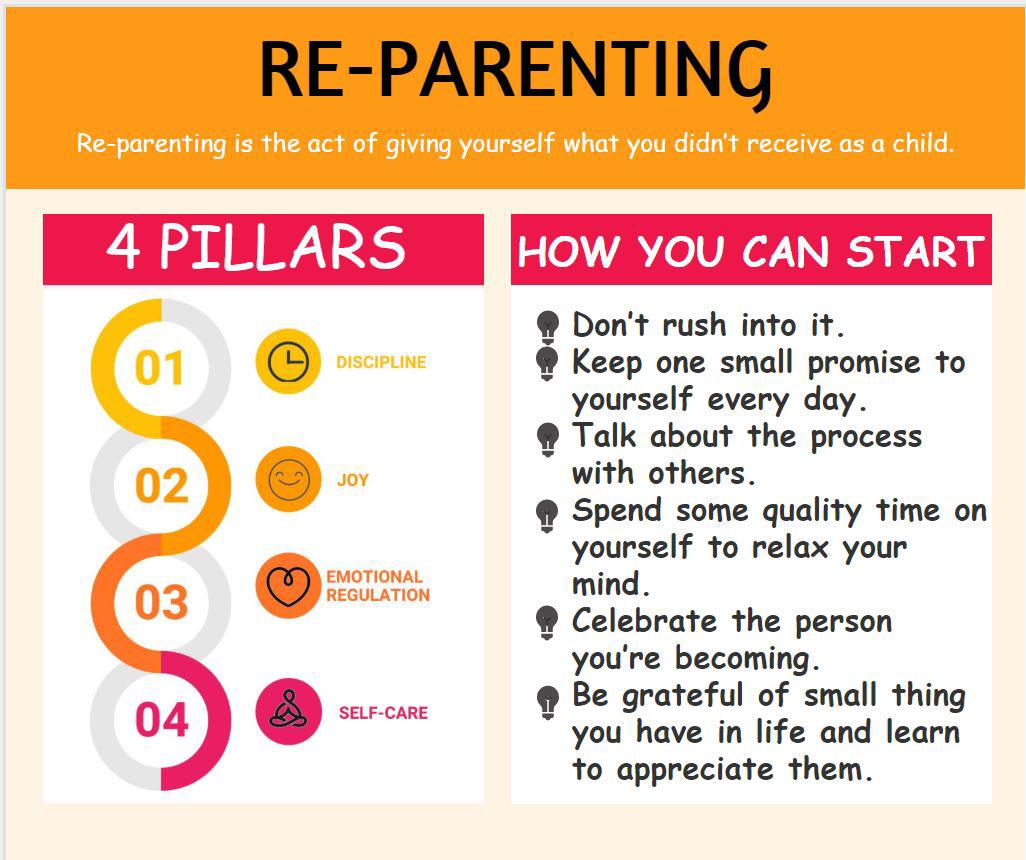 RE-PARENTING
Re-parenting is the act of giving yourself what you didn't receive as a child.
4 PILLARS
01
DISCIPLINE
02
JOY
03
EMOTIONAL
REGULATION
04
SELF-CARE
HOW YOU CAN START
Don't rush into it.
Keep one small promise to
yourself every day.
Talk about the process
with others.
Spend some quality time on
yourself to relax your
mind.
Celebrate the person
you're becoming.
Be grateful of small thing
you have in life and learn
to appreciate them.